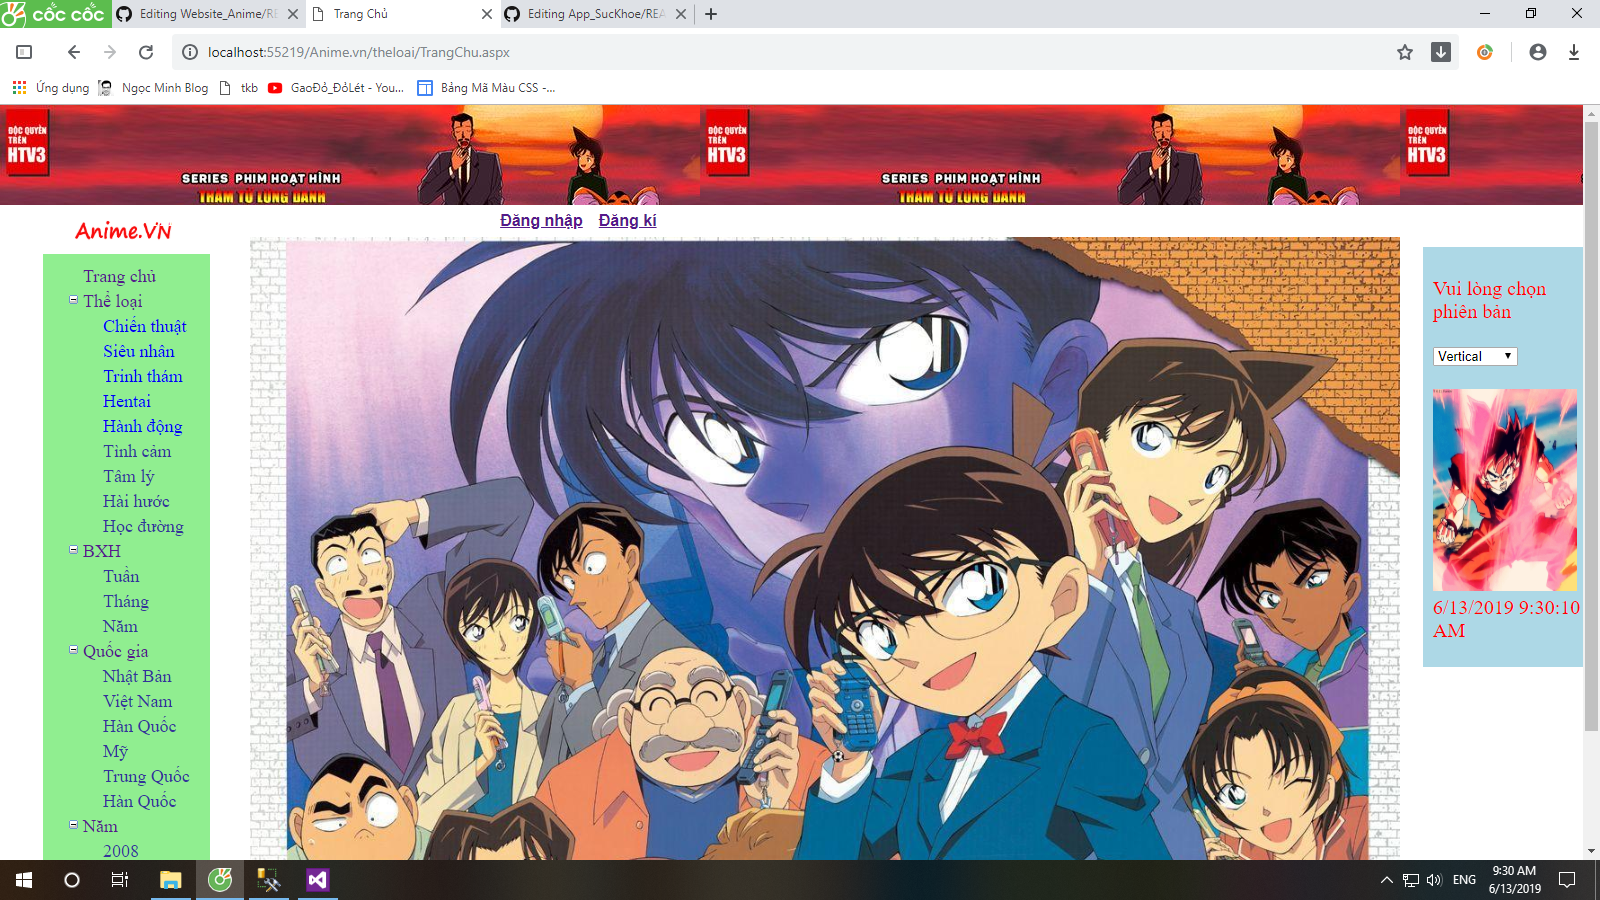 cốc cốc
Editing Website_Anime/RE
Trang Chủ
Editing App_SucKhoe/REA
localhost:55219/Anime.vn/theloai/TrangChu.aspx
Ứng dụng
Ngọc Minh Blog
tkb
GaoĐỏ_ĐỏLét - You...
Bảng Mã Màu CSS -...
ĐỘC QUYỀN
TRÊN
HTV3
SERIES PHIM HOẠT HÌNH
THÁM TỬ LỪNG DANH
ĐỘC QUYỀN
TRÊN
HTV3
SERIES PHIM HOẠT HÌNH
THÁM TỬ LỪNG DANH
ĐỘC QUYỀN
TRÊN
HTV3
Anime.VN
Đăng nhập
Đăng kí
Trang chủ
Thể loại
Chiến thuật
Siêu nhân
Trinh thám
Hentai
Hành động
Tình cảm
Tâm lý
Hài hước
Học đường
BXH
Tuần
Tháng
Năm
Quốc gia
Nhật Bản
Việt Nam
Hàn Quốc
Mỹ
Trung Quốc
Hàn Quốc
Năm
2008
Vui lòng chọn
phiên bản
Vertical
6/13/2019 9:30:10
AM
ENG
9:30 AM
6/13/2019